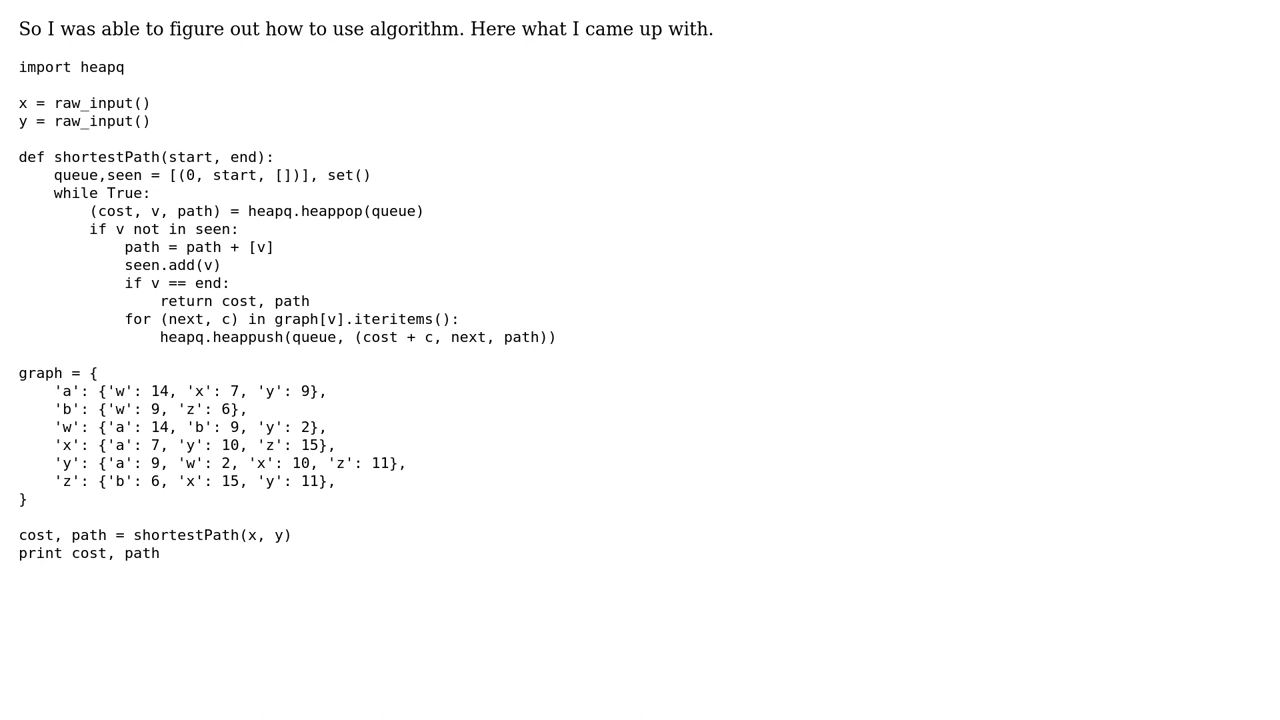 So I was able to figure out how to use algorithm. Here what I came up with.
import heapq
x = raw_input()
y = raw_input()
def shortestPath(start, end):
    queue,seen = [(0, start, [])], set()
    while True:
        (cost, v, path) = heapq.heappop(queue)
        if v not in seen:
            path = path + [v]
            seen.add(v)
            if v == end:
                return cost, path
            for (next, c) in graph[v].iteritems():
                heapq.heappush(queue, (cost + c, next, path))
graph = {
    'a': {'w': 14, 'x': 7, 'y': 9},
    'b': {'w': 9, 'z': 6},
    'w': {'a': 14, 'b': 9, 'y': 2},
    'x': {'a': 7, 'y': 10, 'z': 15},
    'y': {'a': 9, 'w': 2, 'x': 10, 'z': 11},
    'z': {'b': 6, 'x': 15, 'y': 11},
}
cost, path = shortestPath(x, y)
print cost, path